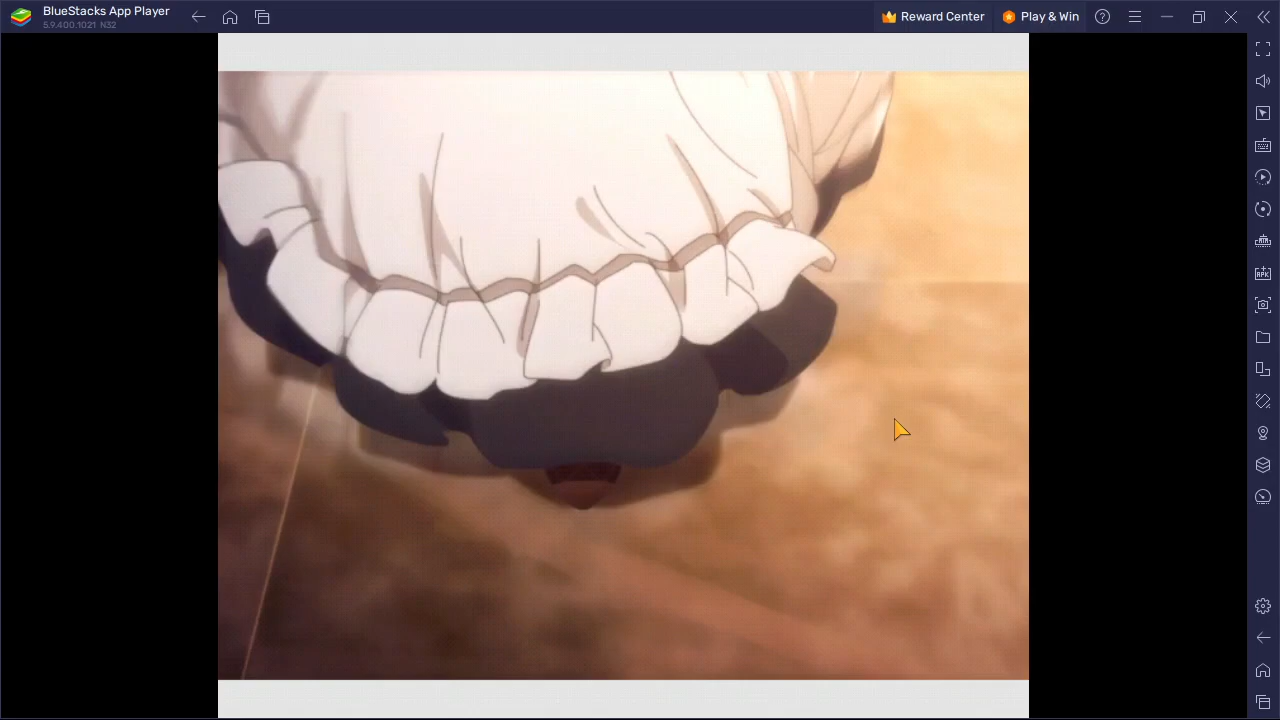 BlueStacks App Player
5.9.400.1021 N32
Reward Center
Play & Win